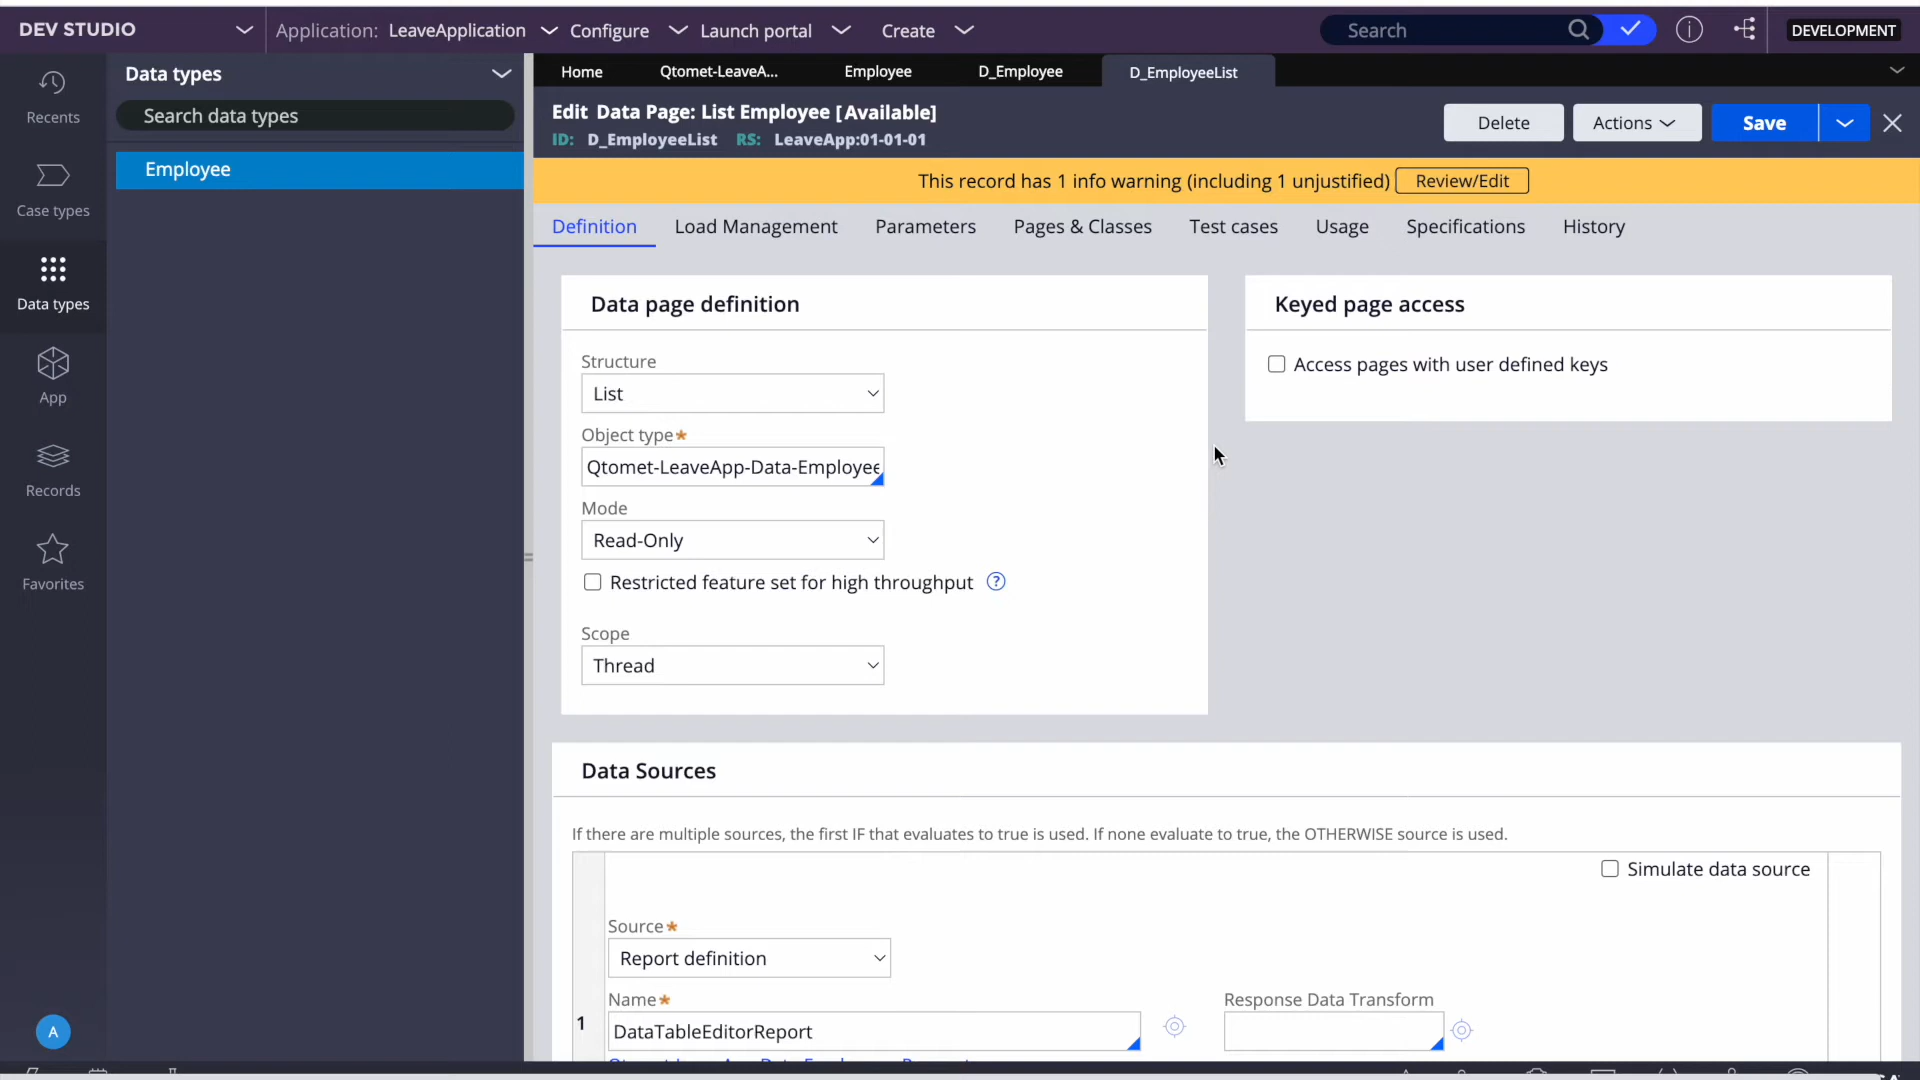 DEV STUDIO
Application: LeaveApplication
Configure
Launch portal
Create
Search
DEVELOPMENT
Recents
Case types
Data types
App
Records
Favorites
A
Data types
Search data types
Employee
Home
Qtomet-LeaveA...
Employee
D_Employee
D_EmployeeList
Edit Data Page: List Employee [Available]
ID: D_EmployeeList RS: LeaveApp:01-01-01
Delete
Actions
Save
This record has 1 info warning (including 1 unjustified)
Review/Edit
Definition
Load Management
Parameters
Pages & Classes
Test cases
Usage
Specifications
History
Data page definition
Structure
List
Object type*
Qtomet-LeaveApp-Data-Employee
Mode
Read-Only
Restricted feature set for high throughput
?
Scope
Thread
Keyed page access
Access pages with user defined keys
Data Sources
If there are multiple sources, the first IF that evaluates to true is used. If none evaluate to true, the OTHERWISE source is used.
Simulate data source
Source*
Report definition
Name*
1
DataTableEditorReport
Response Data Transform